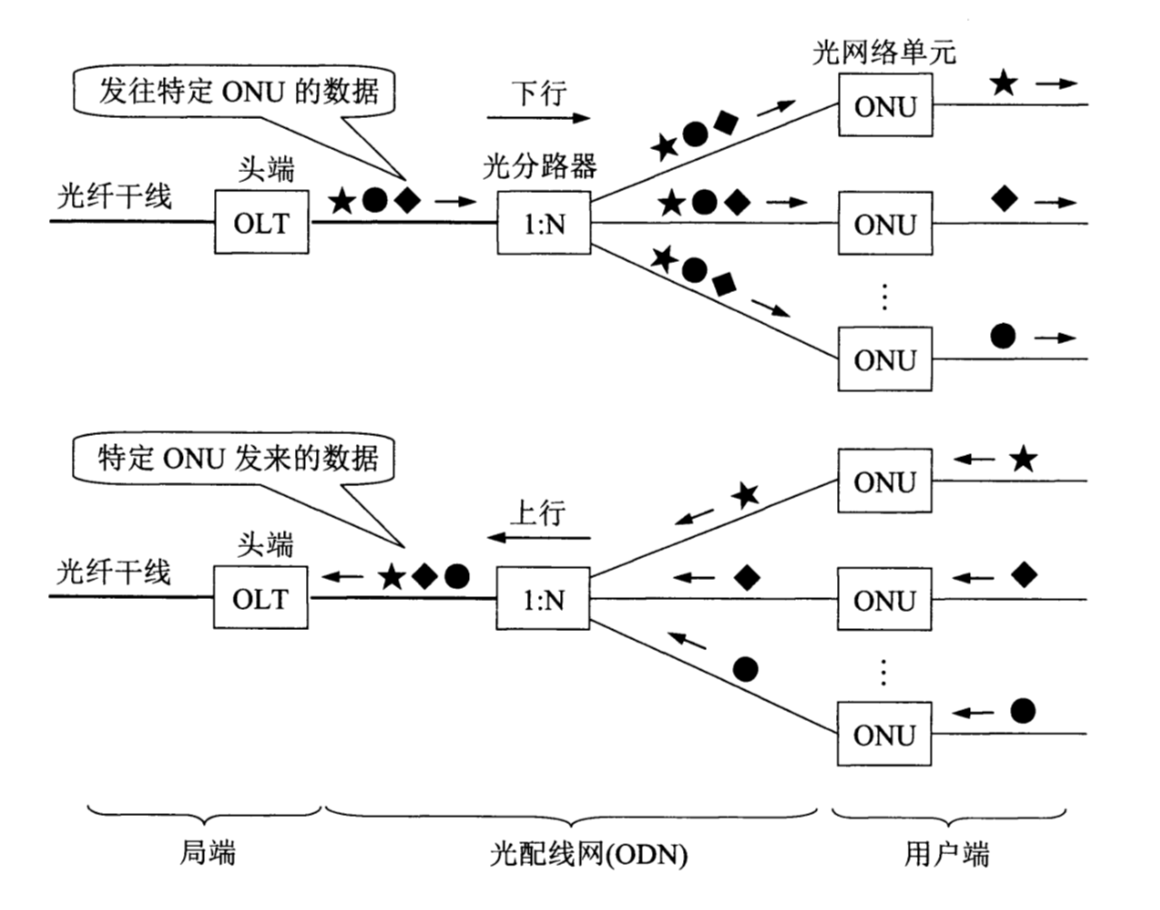 光网络单元
发往特定 ONU 的数据
下行
ONU
头端
光分路器
光纤干线
OLT
1:N
ONU
⋮
ONU
特定 ONU 发来的数据
ONU
上行
头端
光纤干线
OLT
1:N
ONU
⋮
ONU
局端
光配线网(ODN)
用户端